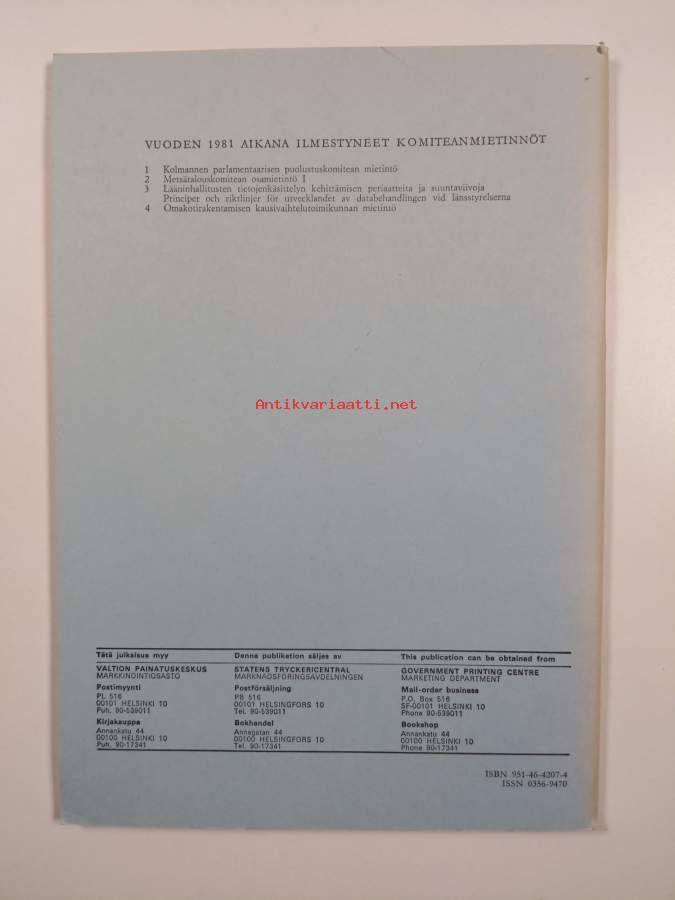 VUODEN 1981 AIKANA ILMESTYNEET KOMITEANMIETINNÖT
1 Kolmannen parlamentaarisen puolustuskomitean mietintö
2 Metsätalouskomitean osamietintö I
3 Lääninhallitusten tietojenkäsittelyn kehittämisen periaatteita ja suuntaviivoja
Principer och riktlinjer för utvecklandet av databehandlingen vid länsstyrelserna
4 Omakotirakentamisen kausivaihtelutoimikunnan mietintö
Antikvariaatti.net
Tätä julkaisua myy
VALTION PAINATUSKESKUS
MARKKINOINTIOSASTO
Postimyynti
PL 516
00101 HELSINKI 10
Puh. 90-539011
Kirjakauppa
Annankatu 44
00100 HELSINKI 10
Puh. 90-17341
Denna publikation säljes av
STATENS TRYCKERICENTRAL
MARKNADSFÖRINGSAVDELNINGEN
Postförsäljning
PB 516
00101 HELSINGFORS 10
Tel. 90-539011
Bokhandel
Annegatan 44
00100 HELSINGFORS 10
Tel. 90-17341
This publication can be obtained from
GOVERNMENT PRINTING CENTRE
MARKETING DEPARTMENT
Mail-order business
P.O. Box 516
SF-00101 HELSINKI 10
Phone 90-539011
Bookshop
Annankatu 44
00100 HELSINKI 10
Phone 90-17341
ISBN 951-46-4207-4
ISSN 0356-9470